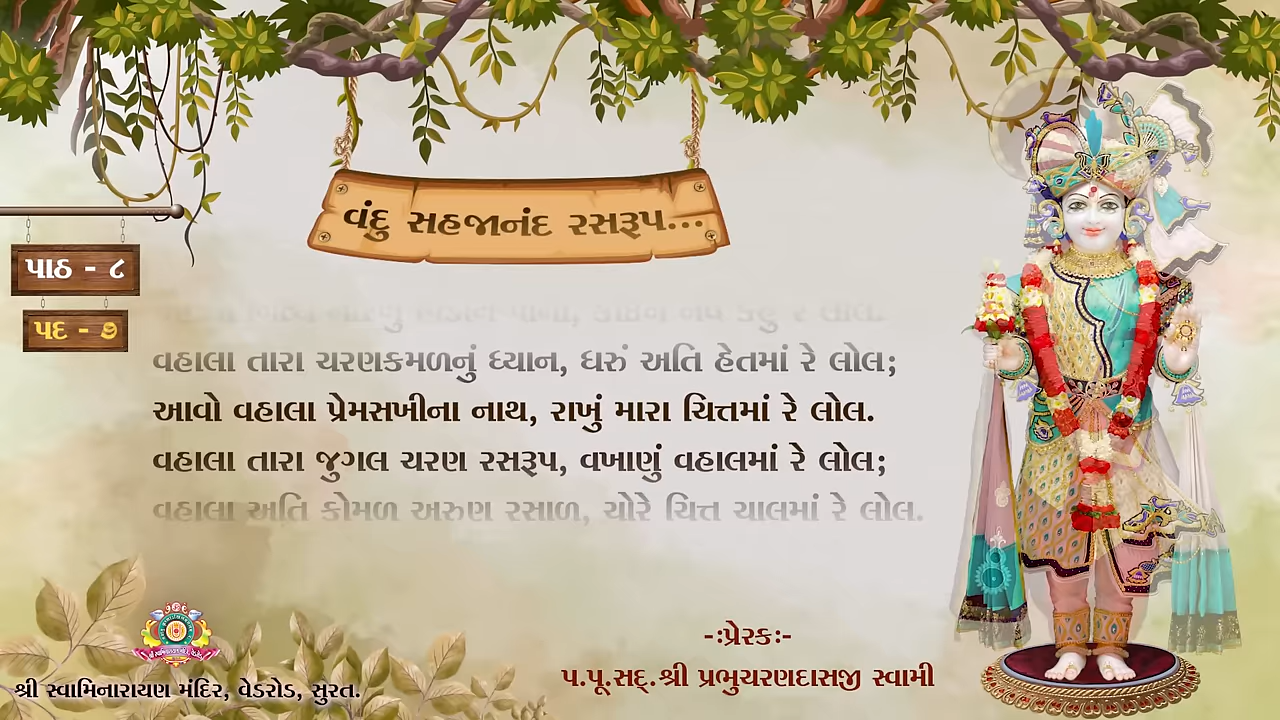 વંદુ સહજાનંદ રસરૂપ...
પાઠ - ૮
પદ - ૭
વહાલા તારા ચરણકમળનું ધ્યાન, ધરું અતિ હેતમાં રે લોલ;
આવો વહાલા પ્રેમસખીના નાથ, રાખું મારા ચિત્તમાં રે લોલ.
વહાલા તારા જુગલ ચરણ રસરૂપ, વખાણું વહાલમાં રે લોલ;
વહાલા અતિ કોમળ અરુણ રસાળ, ચોરે ચિત્ત ચાલમાં રે લોલ.
-ઃપ્રેરકઃ-
પ.પૂ.સદ્.શ્રી પ્રભુચરણદાસજી સ્વામી
શ્રી સ્વામિનારાયણ મંદિર, વેડરોડ, સુરત.